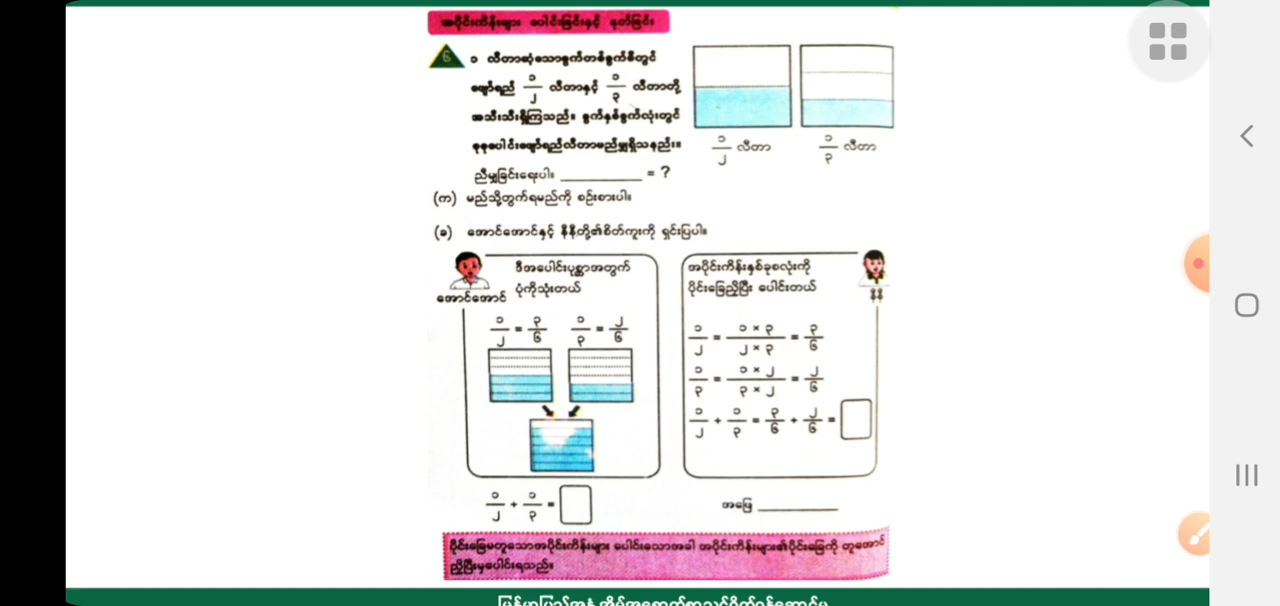 အပိုင်းကိန်းများ ပေါင်းခြင်းနှင့် နုတ်ခြင်း
၆ ၁ လီတာဆံ့သောခွက်တစ်ခွက်စီတွင်
ဖျော်ရည် ၁/၂ လီတာနှင့် ၁/၃ လီတာတို့
အသီးသီးရှိကြသည်။ ခွက်နှစ်ခွက်လုံးတွင်
စုစုပေါင်းဖျော်ရည်လီတာမည်မျှရှိသနည်း။
၁/၂ လီတာ ၁/၃ လီတာ
ညီမျှခြင်းရေးပါ။ ________ = ?
(က) မည်သို့တွက်ရမည်ကို စဉ်းစားပါ။
(ခ) အောင်အောင်နှင့် နီနီတို့၏စိတ်ကူးကို ရှင်းပြပါ။
ဒီအပေါင်းပုစ္ဆာအတွက်
ပုံကိုသုံးတယ်
အောင်အောင်
၁/၂ = ၃/၆ ၁/၃ = ၂/၆
၁/၂ + ၁/၃ =
အပိုင်းကိန်းနှစ်ခုစလုံးကို
ပိုင်းခြေညှိပြီး ပေါင်းတယ်
နီနီ
၁/၂ = ၁ × ၃/၂ × ၃ = ၃/၆
၁/၃ = ၁ × ၂/၃ × ၂ = ၂/၆
၁/၂ + ၁/၃ = ၃/၆ + ၂/၆ =
အဖြေ ________
ပိုင်းခြေမတူသောအပိုင်းကိန်းများ ပေါင်းသောအခါ အပိုင်းကိန်းများ၏ပိုင်းခြေကို တူအောင်
ညှိပြီးမှပေါင်းရသည်။